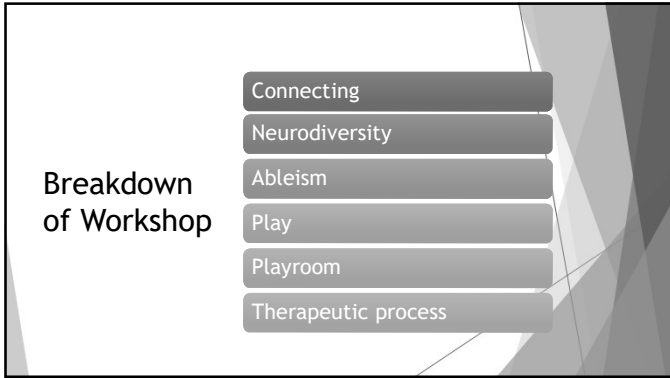 Breakdown
of Workshop
Connecting
Neurodiversity
Ableism
Play
Playroom
Therapeutic process